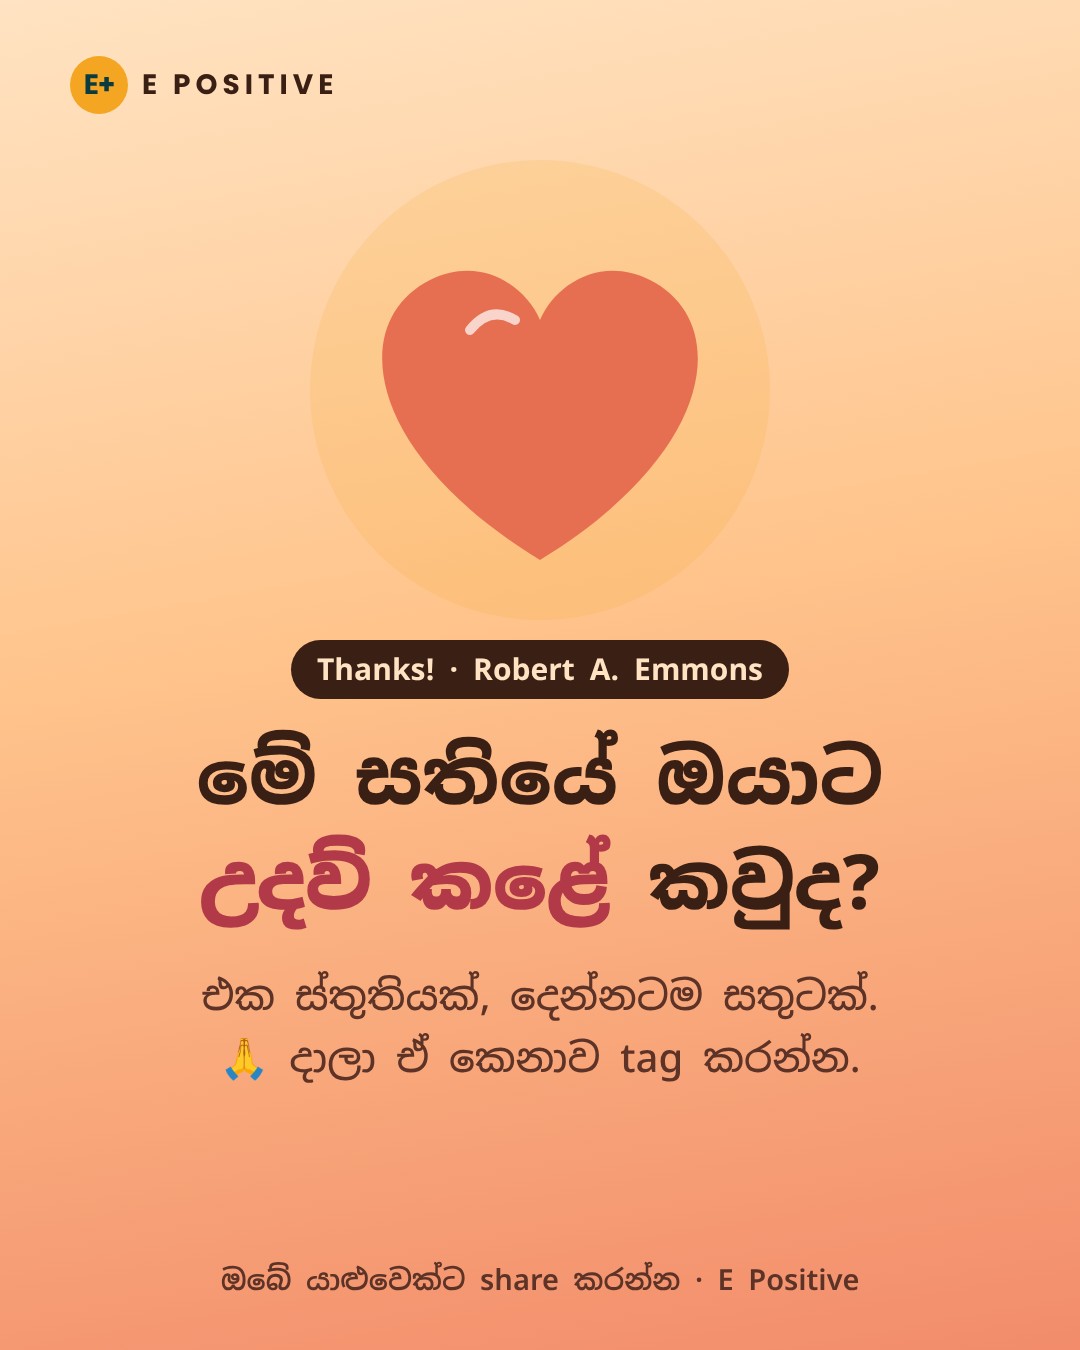 E+ E POSITIVE
Thanks! · Robert A. Emmons
මේ සතියේ ඔයාට
උදව් කළේ කවුද?
එක ස්තුතියක්, දෙන්නටම සතුටක්.
🙏 දාලා ඒ කෙනාව tag කරන්න.
ඔබේ යාළුවෙක්ට share කරන්න · E Positive